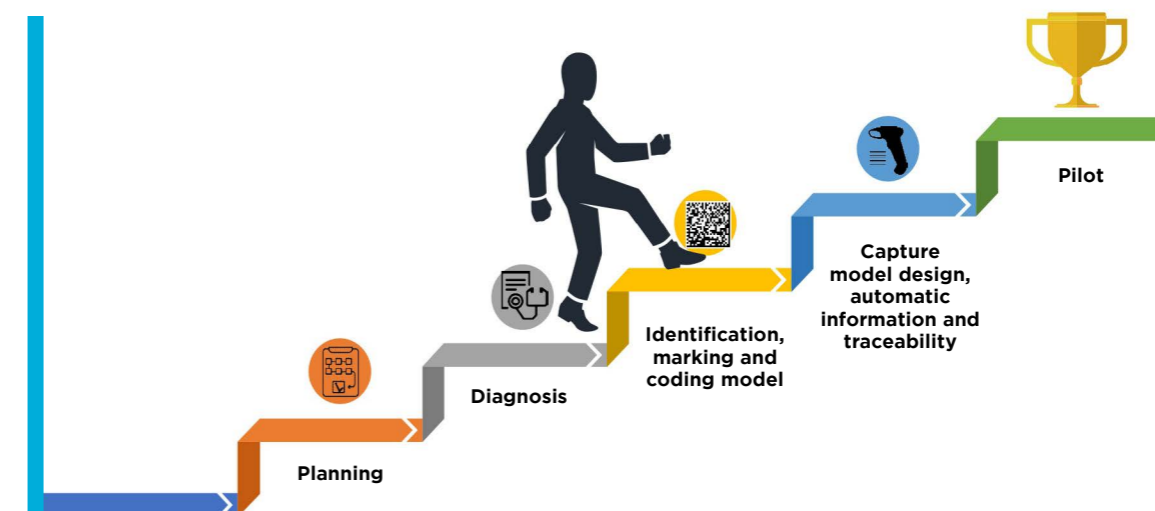 Planning
Diagnosis
Identification,
marking and
coding model
Capture
model design,
automatic
information and
traceability
Pilot